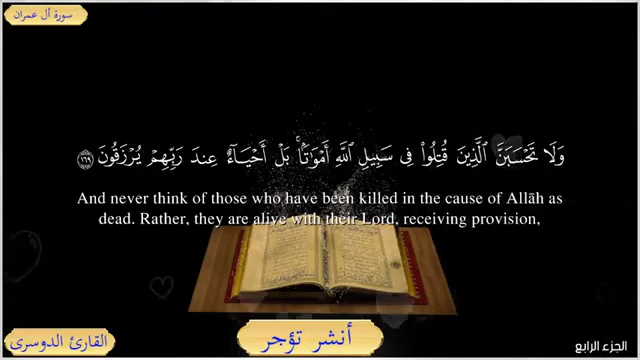 سورة آل عمران
وَلَا تَحْسَبَنَّ ٱلَّذِينَ قُتِلُوا۟ فِى سَبِيلِ ٱللَّهِ أَمْوَٰتًۢا ۚ بَلْ أَحْيَآءٌ عِندَ رَبِّهِمْ يُرْزَقُونَ ١٦٩
And never think of those who have been killed in the cause of Allāh as
dead. Rather, they are alive with their Lord, receiving provision,
أنشر تؤجر
القارئ الدوسرى
الجزء الرابع